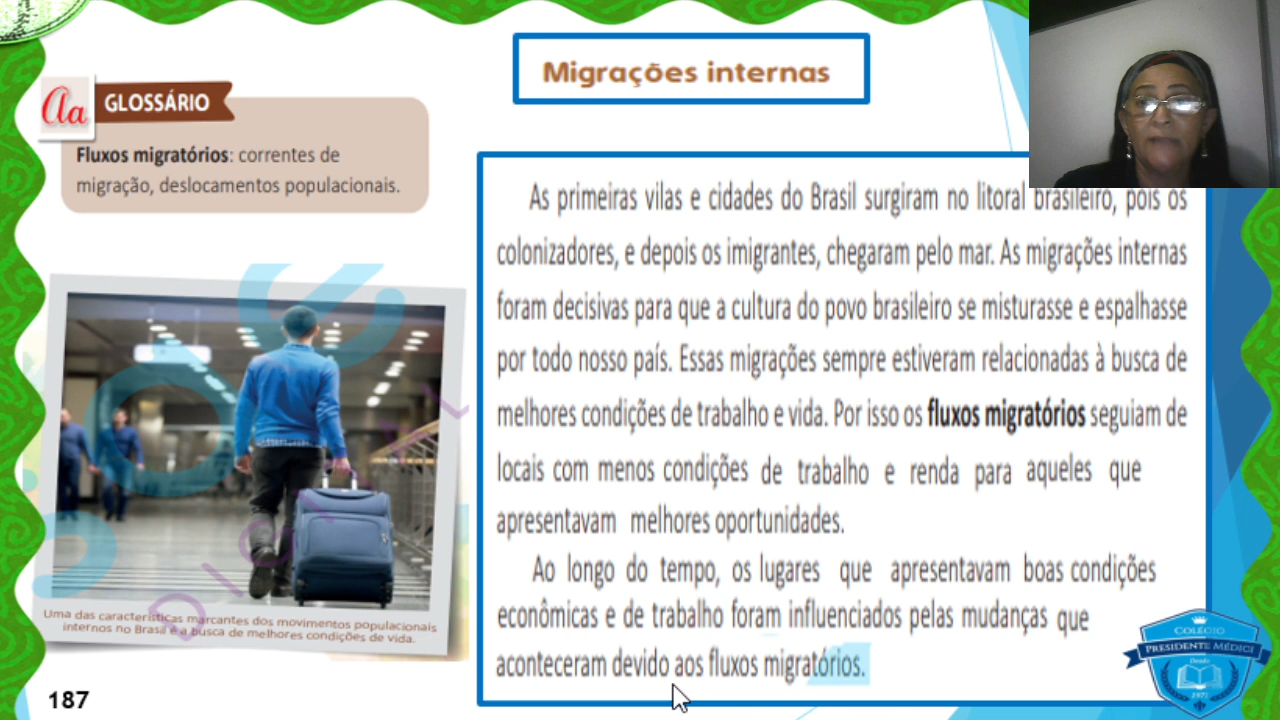 Migrações internas
Aa GLOSSÁRIO
Fluxos migratórios: correntes de
migração, deslocamentos populacionais.
As primeiras vilas e cidades do Brasil surgiram no litoral brasileiro, pois os
colonizadores, e depois os imigrantes, chegaram pelo mar. As migrações internas
foram decisivas para que a cultura do povo brasileiro se misturasse e espalhasse
por todo nosso país. Essas migrações sempre estiveram relacionadas à busca de
melhores condições de trabalho e vida. Por isso os fluxos migratórios seguiam de
locais com menos condições de trabalho e renda para aqueles que
apresentavam melhores oportunidades.
Ao longo do tempo, os lugares que apresentavam boas condições
econômicas e de trabalho foram influenciados pelas mudanças que
aconteceram devido aos fluxos migratórios.
Uma das características marcantes dos movimentos populacionais
internos no Brasil é a busca de melhores condições de vida.
187
COLÉGIO
PRESIDENTE MÉDICI
Desde
1971